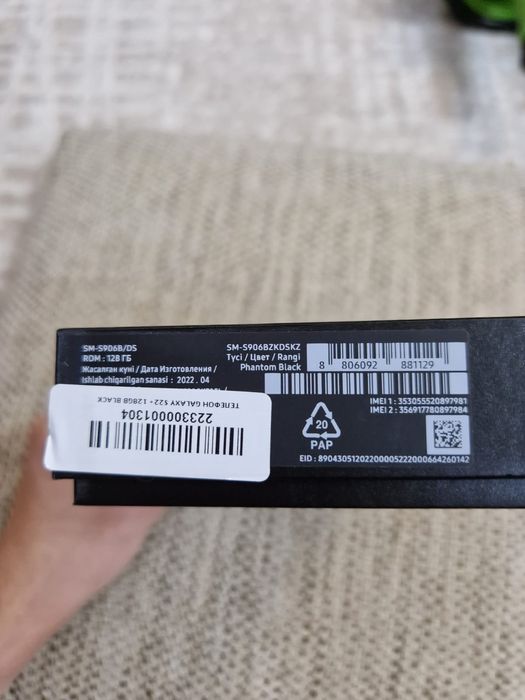 SM-S906B/DS
RDM : 128 ГБ
Жасалған күні / Дата Изготовления /
Ishlab chiqarilgan sanasi : 2022 . 04
SM-S906BZKDSKZ
Түсі / Цвет / Rangi
Phantom Black
8 806092 881129
IMEI 1 : 353055520897981
IMEI 2 : 356917780897984
20
PAP
EID : 89043051202200005222000664260142
2233000001304
ТЕЛЕФОН GALAXY S22 + 128GB BLACK